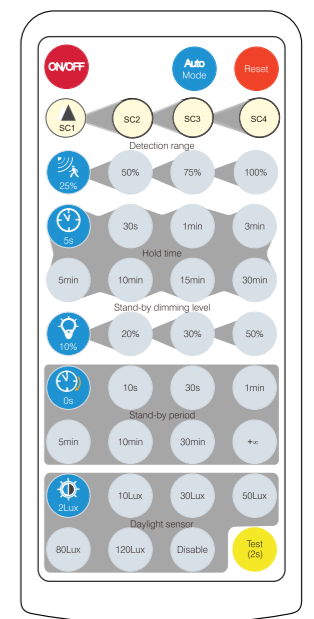 ON/OFF Auto Mode Reset
SC1 SC2 SC3 SC4
Detection range
25% 50% 75% 100%
5s 30s 1min 3min
Hold time
5min 10min 15min 30min
Stand-by dimming level
10% 20% 30% 50%
0s 10s 30s 1min
Stand-by period
5min 10min 30min +∞
2Lux 10Lux 30Lux 50Lux
Daylight sensor
80Lux 120Lux Disable Test (2s)